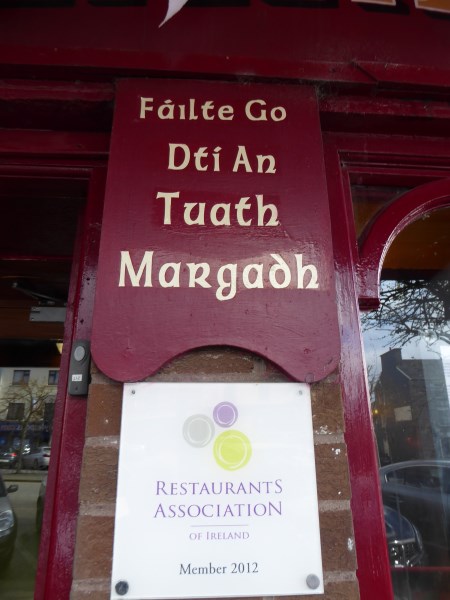 Fáilte Go
Dtí An
Tuath
Margadh
RESTAURANTS
ASSOCIATION
OF IRELAND
Member 2012